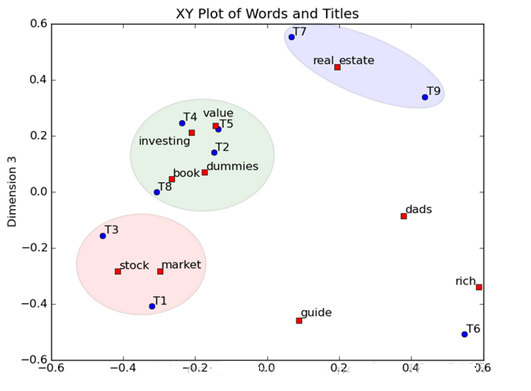 XY Plot of Words and Titles
0.6
T7
real_estate
0.4
T9
T4
value
T5
0.2
investing
T2
dummies
book
0.0
T8
dads
Dimension 3
T3
−0.2
stock
market
rich
−0.4
T1
guide
T6
−0.6
−0.6
−0.4
−0.2
0.0
0.2
0.4
0.6